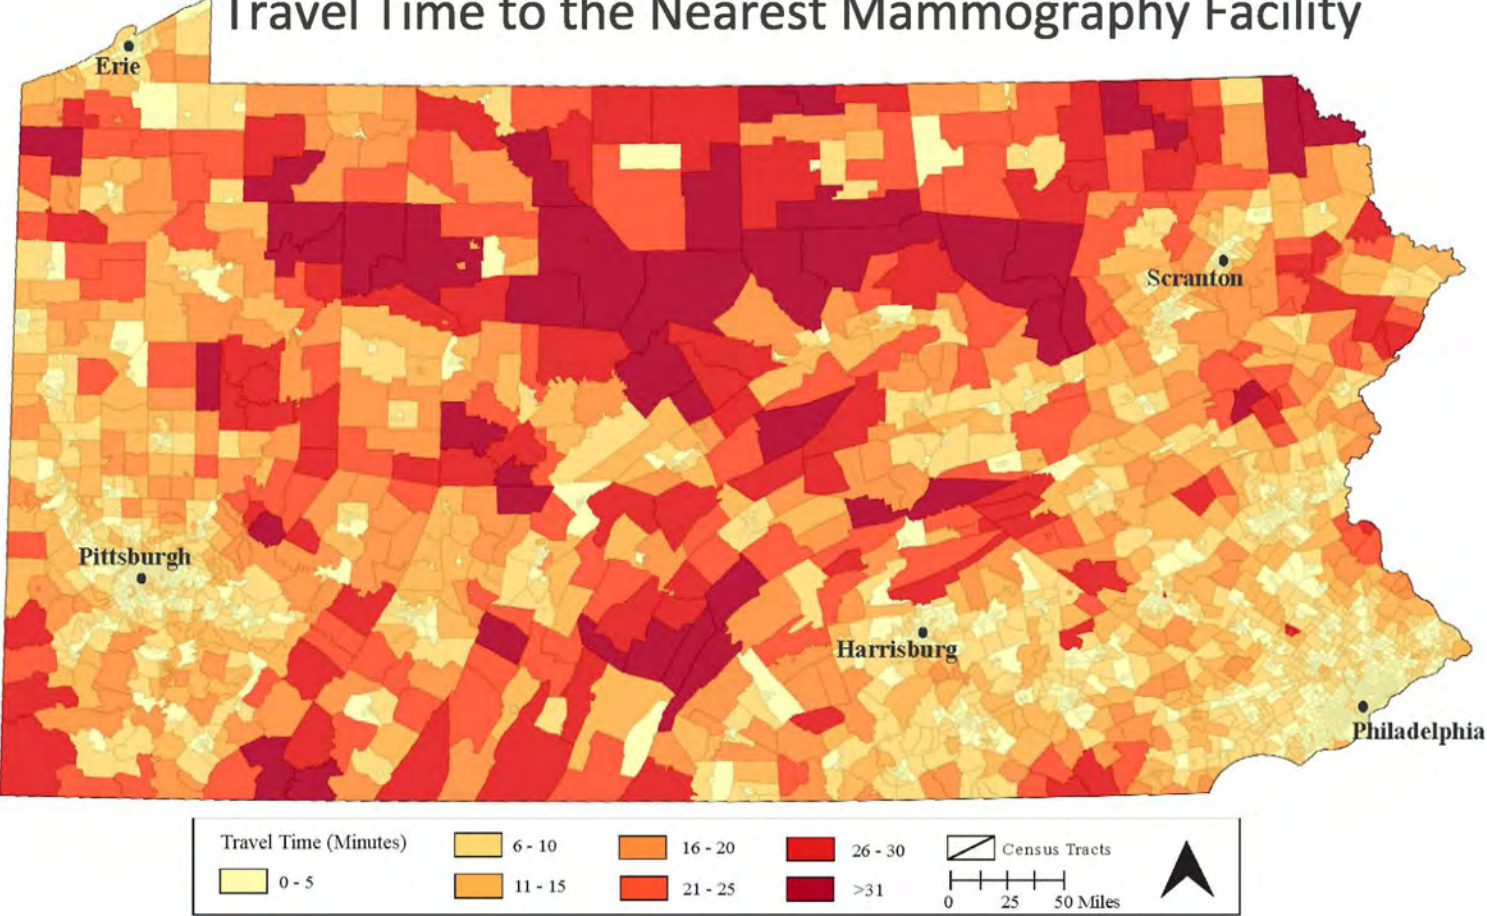 Travel Time to the Nearest Mammography Facility
Erie
Scranton
Pittsburgh
Harrisburg
Philadelphia
Travel Time (Minutes)
0 - 5
6 - 10
11 - 15
16 - 20
21 - 25
26 - 30
>31
Census Tracts
0 25 50 Miles